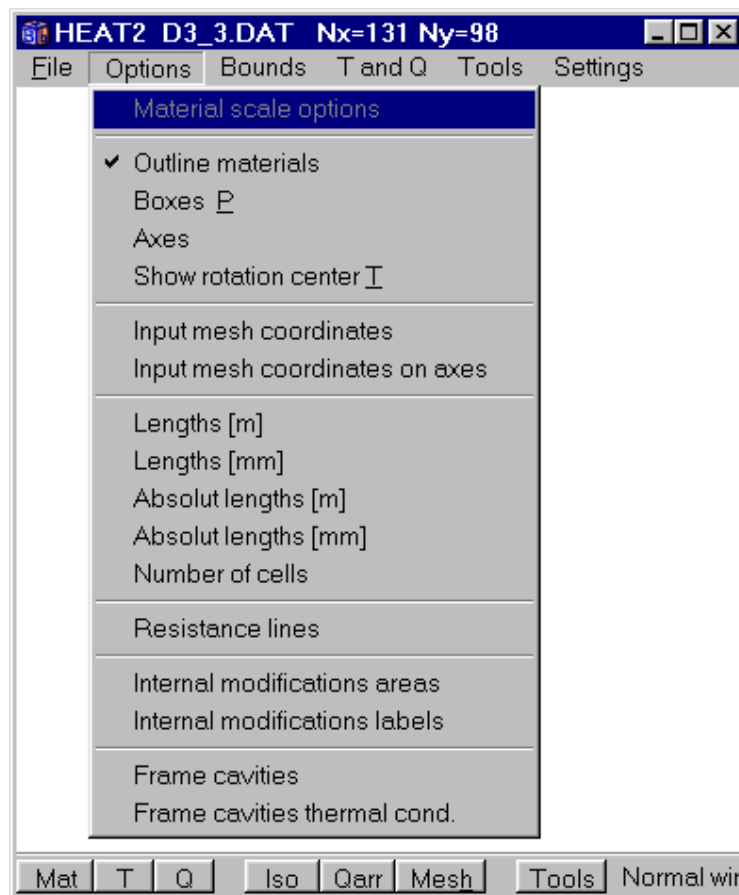 HEAT2 D3_3.DAT Nx=131 Ny=98
File Options Bounds T and Q Tools Settings
Material scale options
Outline materials
Boxes P
Axes
Show rotation center T
Input mesh coordinates
Input mesh coordinates on axes
Lengths [m]
Lengths [mm]
Absolut lengths [m]
Absolut lengths [mm]
Number of cells
Resistance lines
Internal modifications areas
Internal modifications labels
Frame cavities
Frame cavities thermal cond.
Mat T Q Iso Qarr Mesh Tools Normal wir